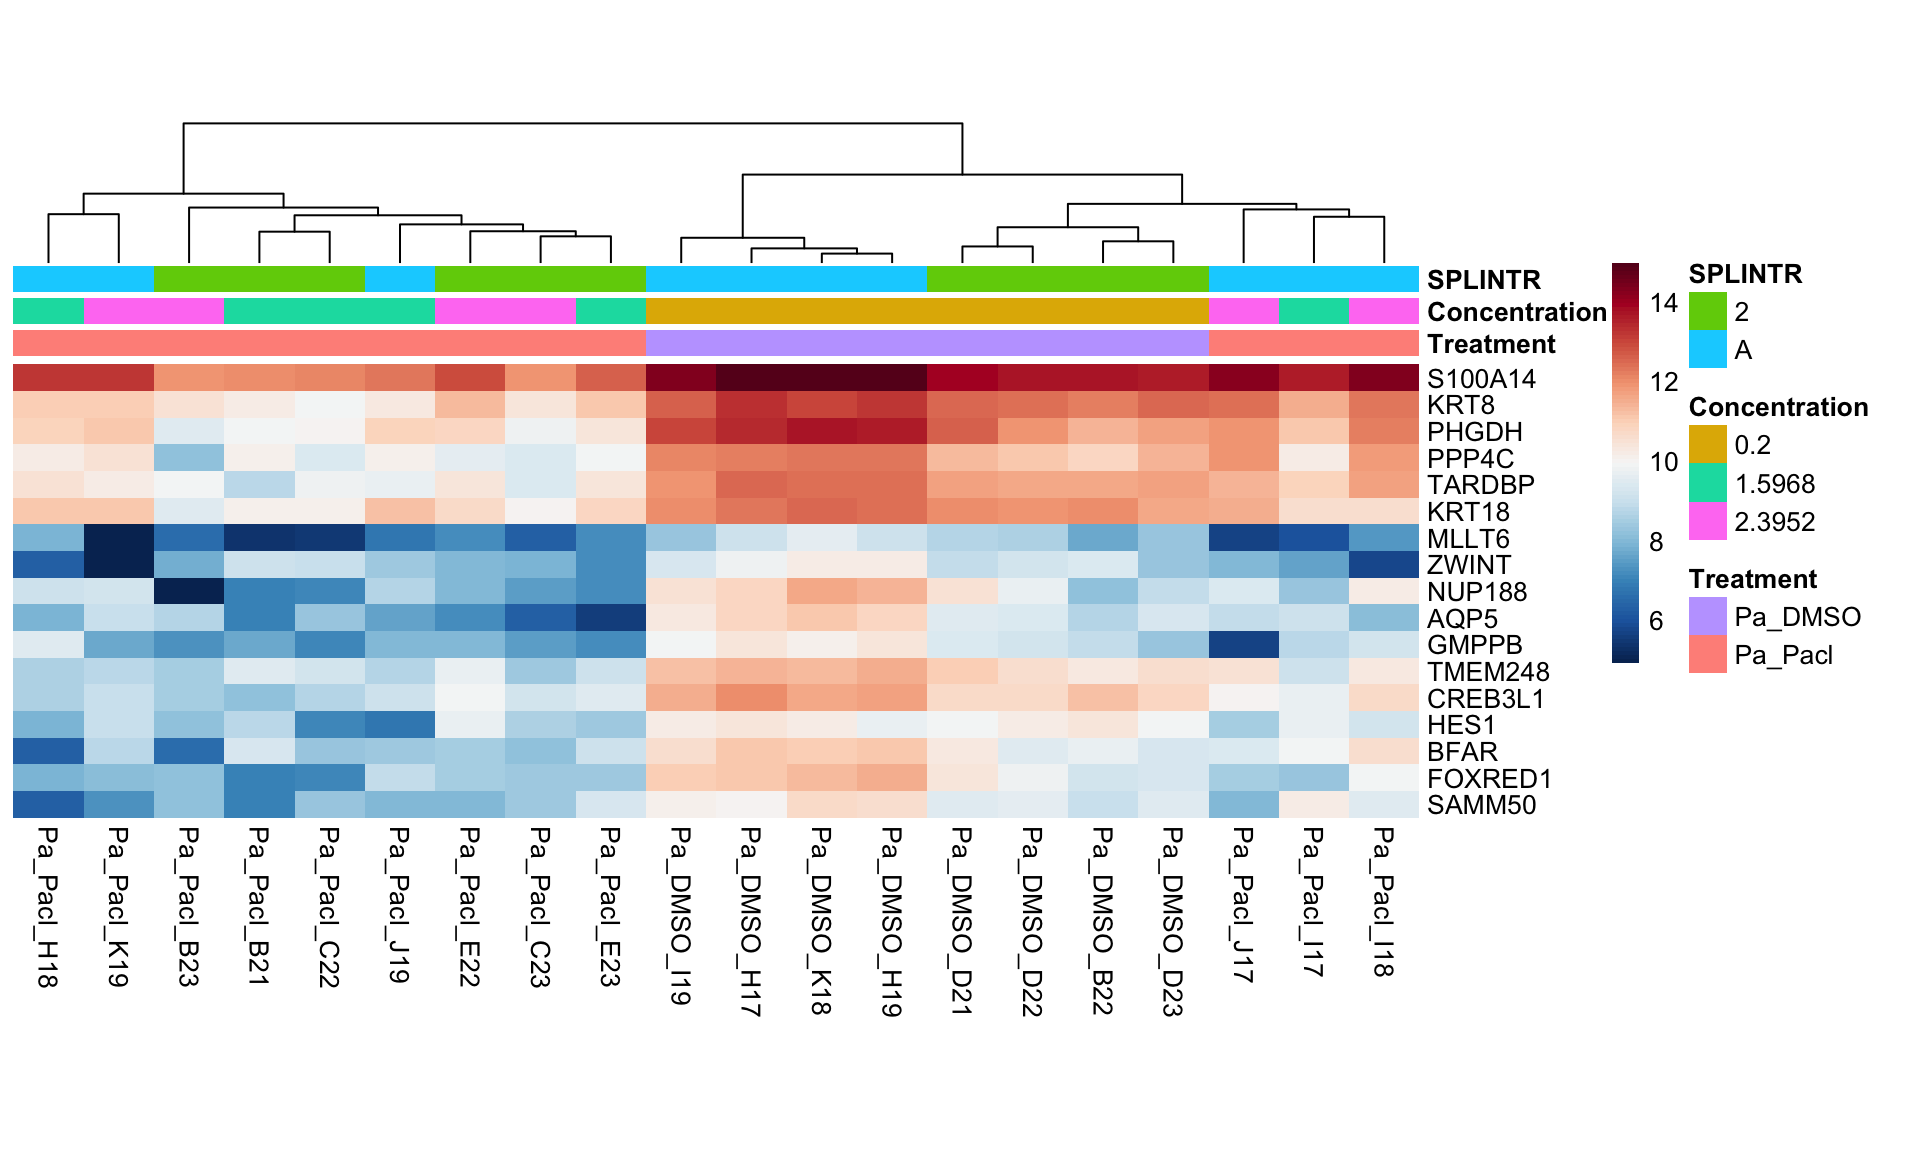 SPLINTR
Concentration
Treatment
S100A14
KRT8
PHGDH
PPP4C
TARDBP
KRT18
MLLT6
ZWINT
NUP188
AQP5
GMPPB
TMEM248
CREB3L1
HES1
BFAR
FOXRED1
SAMM50
Pa_Pacl_H18
Pa_Pacl_K19
Pa_Pacl_B23
Pa_Pacl_B21
Pa_Pacl_C22
Pa_Pacl_J19
Pa_Pacl_E22
Pa_Pacl_C23
Pa_Pacl_E23
Pa_DMSO_I19
Pa_DMSO_H17
Pa_DMSO_K18
Pa_DMSO_H19
Pa_DMSO_D21
Pa_DMSO_D22
Pa_DMSO_B22
Pa_DMSO_D23
Pa_Pacl_J17
Pa_Pacl_I17
Pa_Pacl_I18
14
12
10
8
6
SPLINTR
2
A
Concentration
0.2
1.5968
2.3952
Treatment
Pa_DMSO
Pa_Pacl